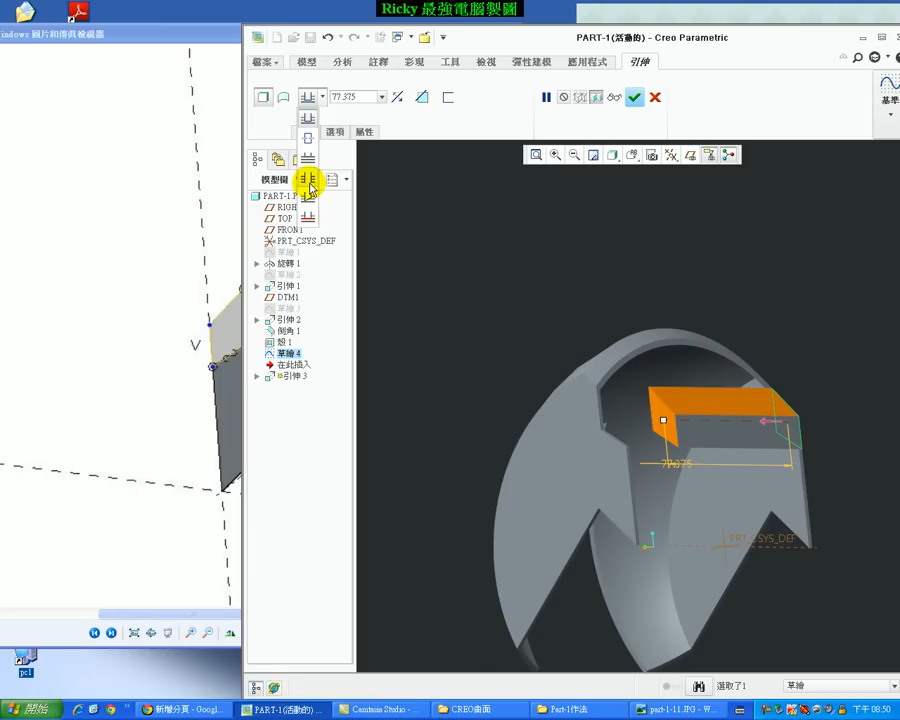 Ricky 最強電腦製圖
indows 圖片和傳真檢視器
PART-1(活動的) - Creo Parametric
檔案 模型 分析 註釋 彩現 工具 檢視 彈性建模 應用程式 引伸
77.375
基準
選項 屬性
模型樹
PART-1.P
RIGH
TOP
FRONT
PRT_CSYS_DEF
草繪 1
旋轉 1
草繪 2
引伸 1
DTM1
草繪 3
引伸 2
倒角 1
殼 1
草繪 4
在此插入
引伸 3
V
77.375
PRT_CSYS_DEF
pc1
選取了1
草繪
開始
新增分頁 - Googl...
PART-1(活動的) ...
Camtasia Studio - ...
CREO曲面
Part-1作法
part-1-11.JPG - W...
下午 08:50